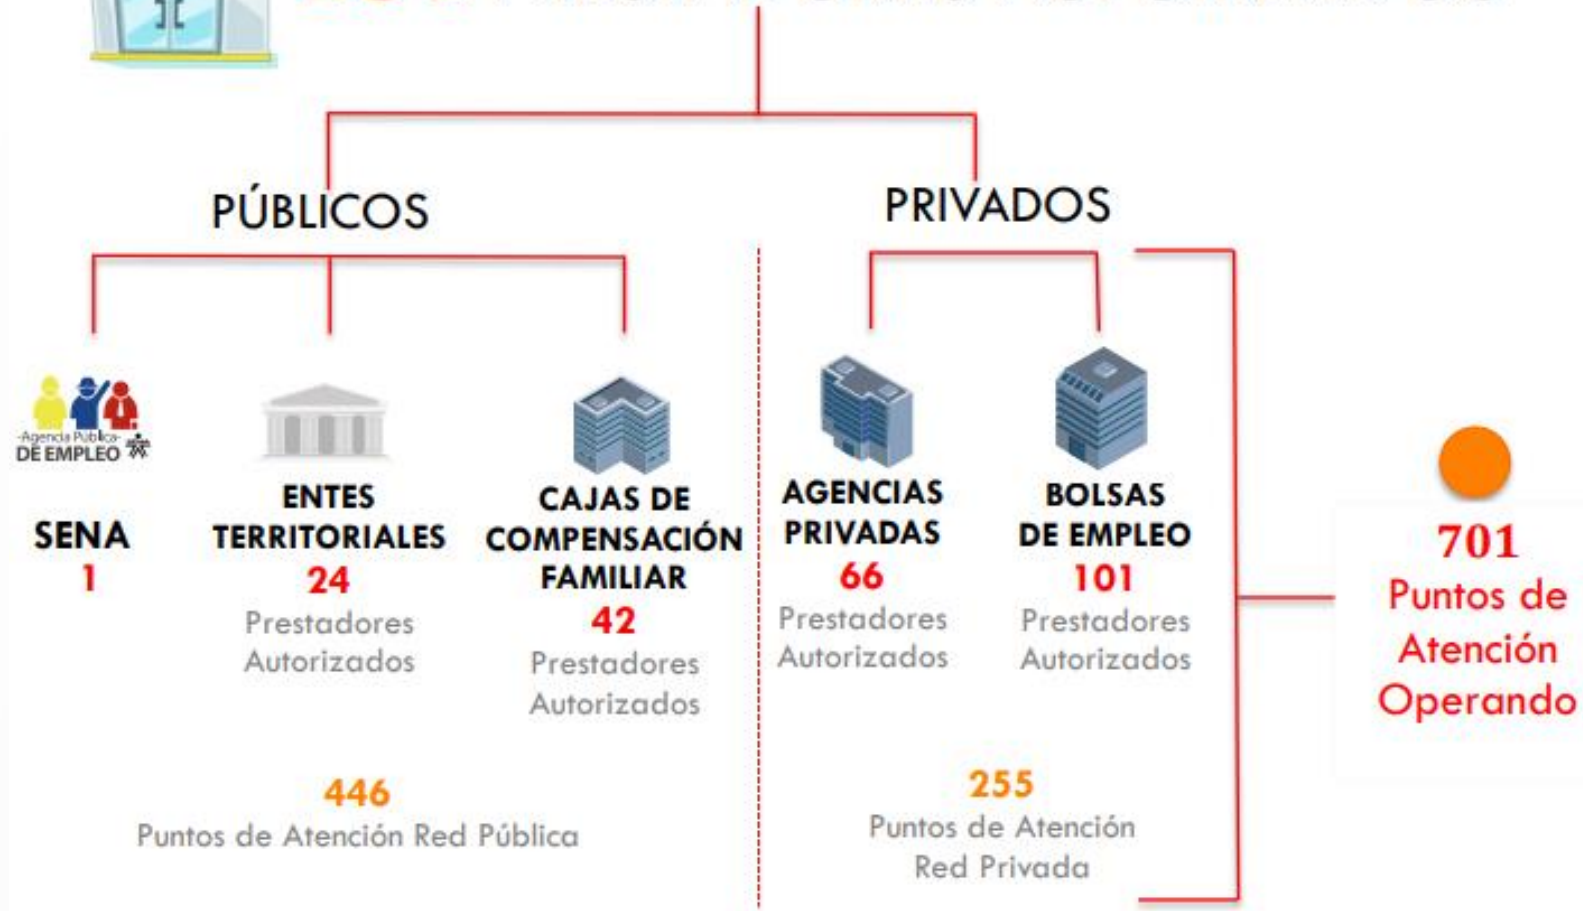 PÚBLICOS
PRIVADOS
-Agencia Pública-
DE EMPLEO
SENA
1
ENTES
TERRITORIALES
24
Prestadores
Autorizados
CAJAS DE
COMPENSACIÓN
FAMILIAR
42
Prestadores
Autorizados
AGENCIAS
PRIVADAS
66
Prestadores
Autorizados
BOLSAS
DE EMPLEO
101
Prestadores
Autorizados
446
Puntos de Atención Red Pública
255
Puntos de Atención
Red Privada
701
Puntos de
Atención
Operando